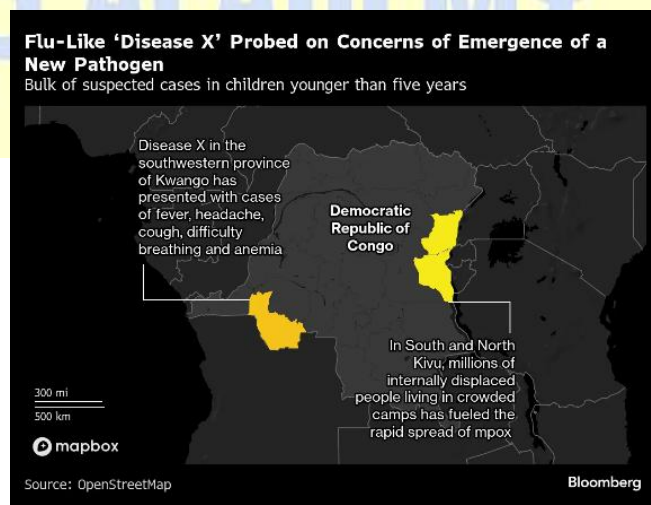 Flu-Like ‘Disease X’ Probed on Concerns of Emergence of a
New Pathogen
Bulk of suspected cases in children younger than five years
Disease X in the
southwestern province
of Kwango has
presented with cases
of fever, headache,
cough, difficulty
breathing and anemia
Democratic
Republic of
Congo
In South and North
Kivu, millions of
internally displaced
people living in crowded
camps has fueled the
rapid spread of mpox
300 mi
500 km
mapbox
Source: OpenStreetMap
Bloomberg